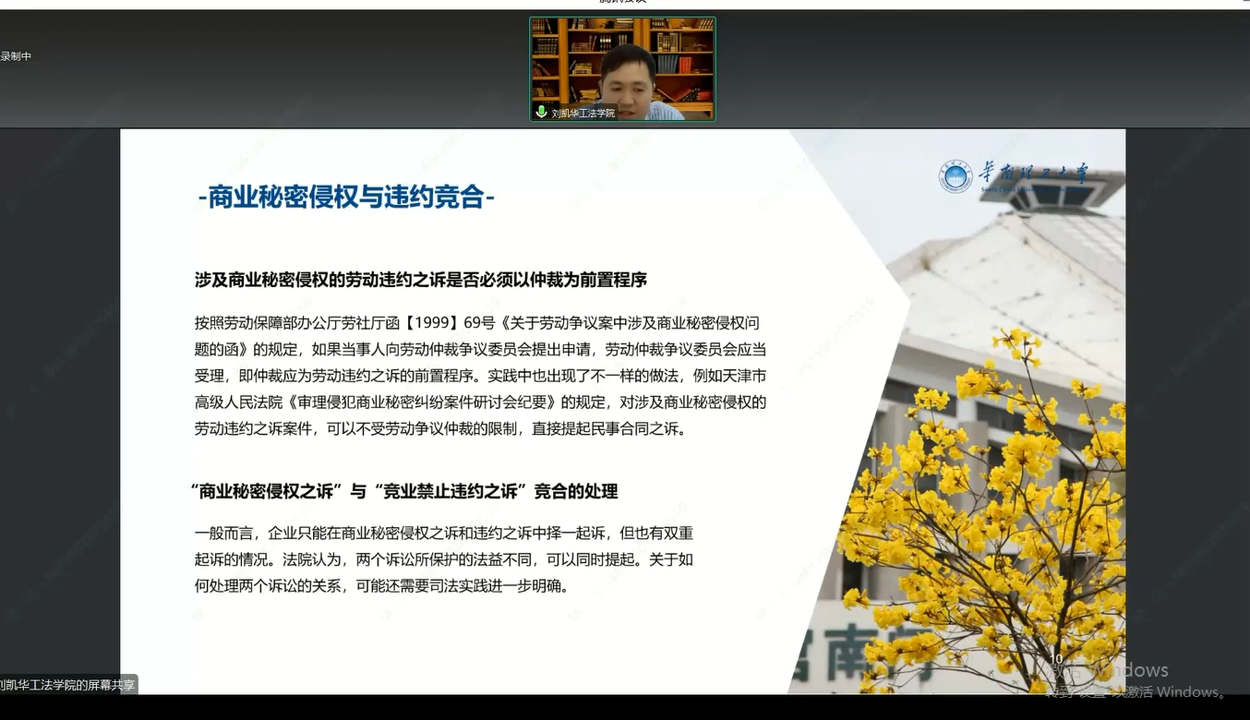 录制中
刘凯华工法学院
华南理工大学
-商业秘密侵权与违约竞合-
涉及商业秘密侵权的劳动违约之诉是否必须以仲裁为前置程序
按照劳动保障部办公厅劳社厅函【1999】69号《关于劳动争议案中涉及商业秘密侵权问
题的函》的规定，如果当事人向劳动仲裁争议委员会提出申请，劳动仲裁争议委员会应当
受理，即仲裁应为劳动违约之诉的前置程序。实践中也出现了不一样的做法，例如天津市
高级人民法院《审理侵犯商业秘密纠纷案件研讨会纪要》的规定，对涉及商业秘密侵权的
劳动违约之诉案件，可以不受劳动争议仲裁的限制，直接提起民事合同之诉。
“商业秘密侵权之诉”与“竞业禁止违约之诉”竞合的处理
一般而言，企业只能在商业秘密侵权之诉和违约之诉中择一起诉，但也有双重
起诉的情况。法院认为，两个诉讼所保护的法益不同，可以同时提起。关于如
何处理两个诉讼的关系，可能还需要司法实践进一步明确。
南
10
激活 Windows
转到“设置”以激活 Windows。
刘凯华工法学院的屏幕共享